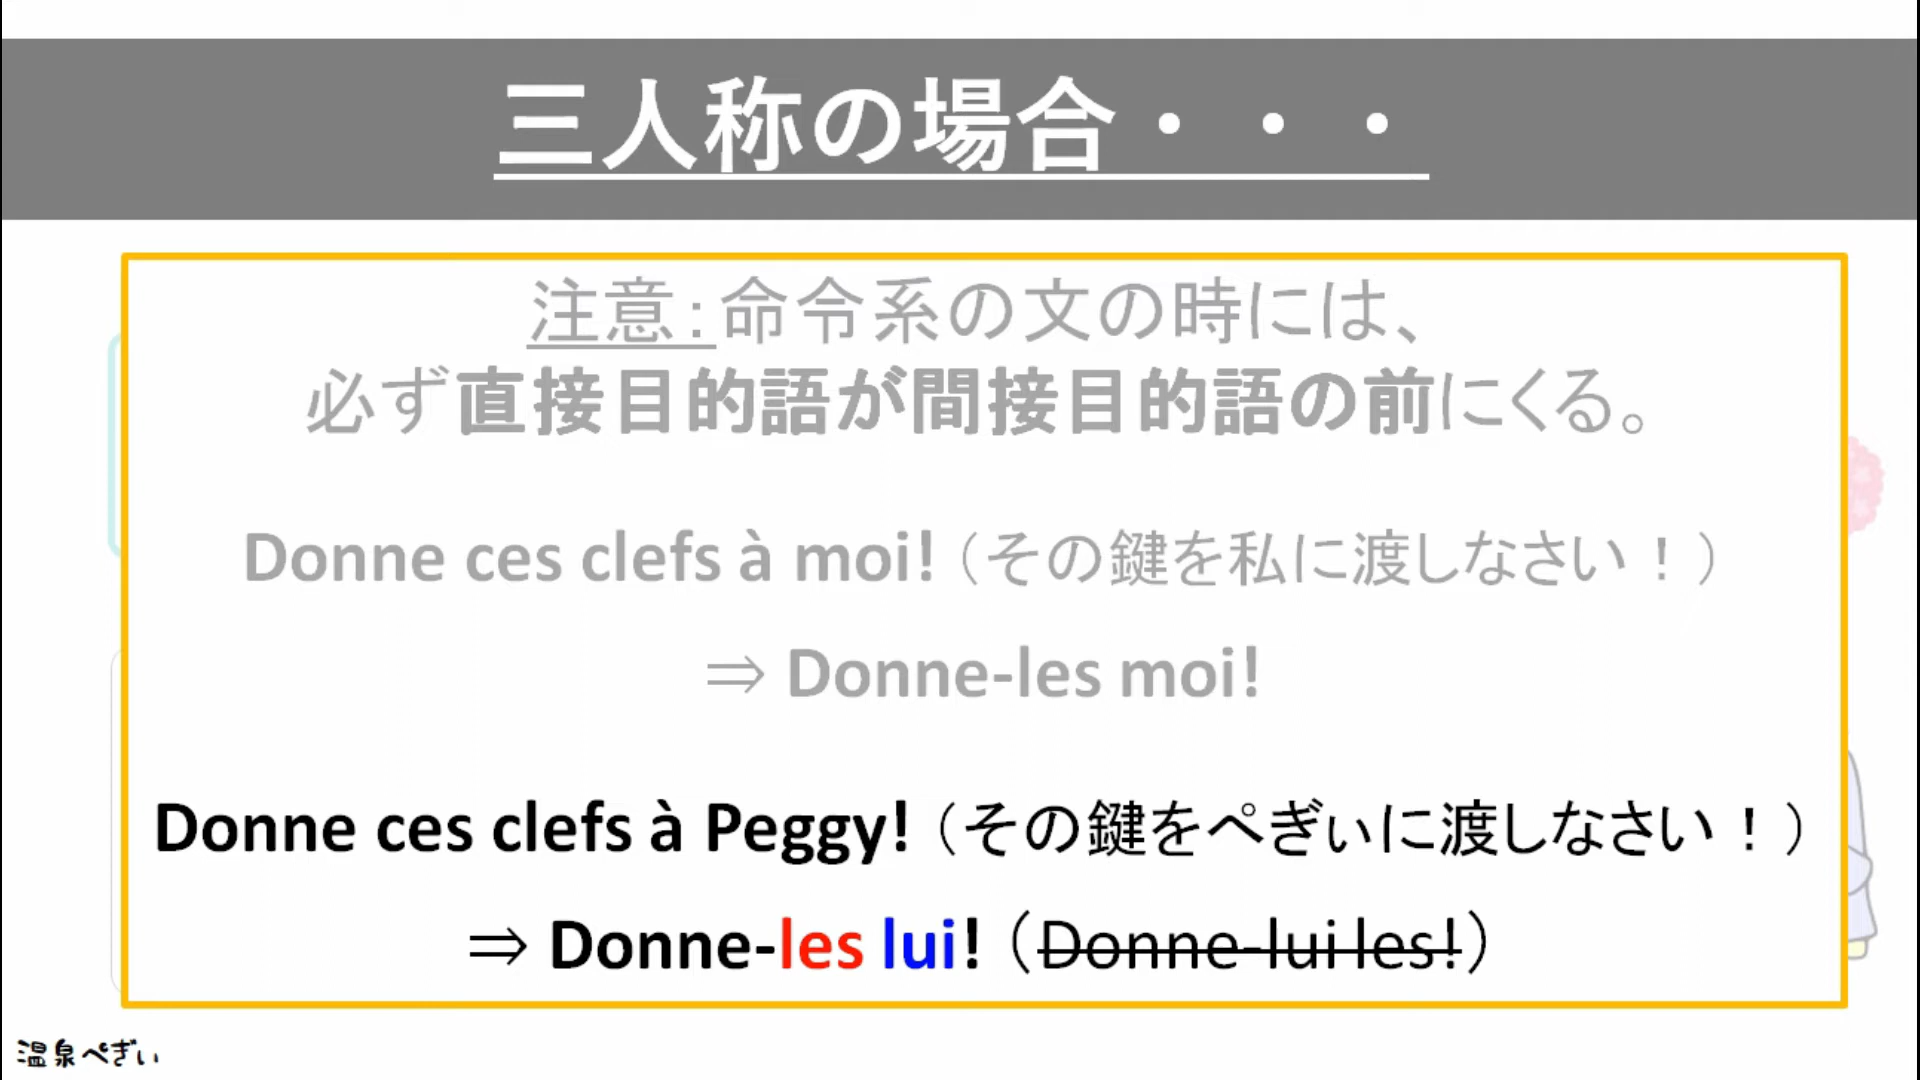 三人称の場合・・・
注意：命令系の文の時には、
必ず直接目的語が間接目的語の前にくる。
Donne ces clefs à moi!（その鍵を私に渡しなさい！）
⇒ Donne-les moi!
Donne ces clefs à Peggy!（その鍵をぺぎぃに渡しなさい！）
⇒ Donne-les lui!（Donne-lui les!）
温泉ぺぎぃ